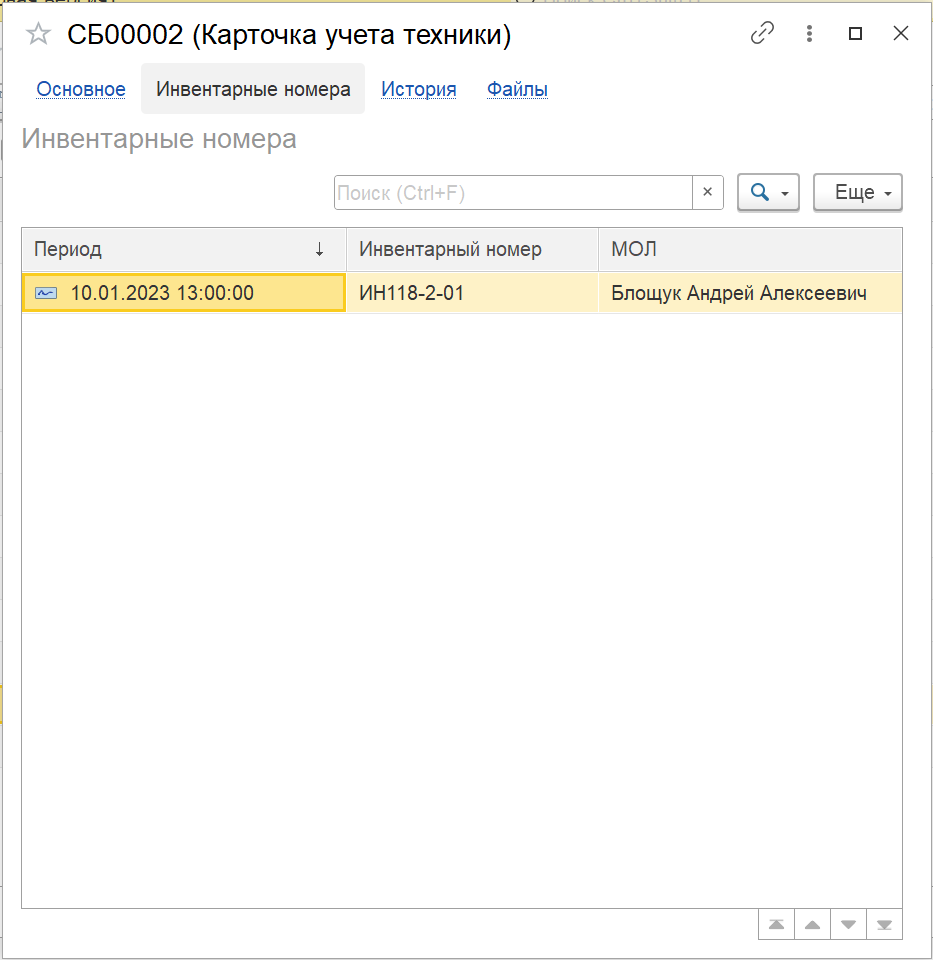 СБ00002 (Карточка учета техники)
Основное Инвентарные номера История Файлы
Инвентарные номера
Поиск (Ctrl+F) × Еще
Период ↓ Инвентарный номер МОЛ
10.01.2023 13:00:00 ИН118-2-01 Блощук Андрей Алексеевич